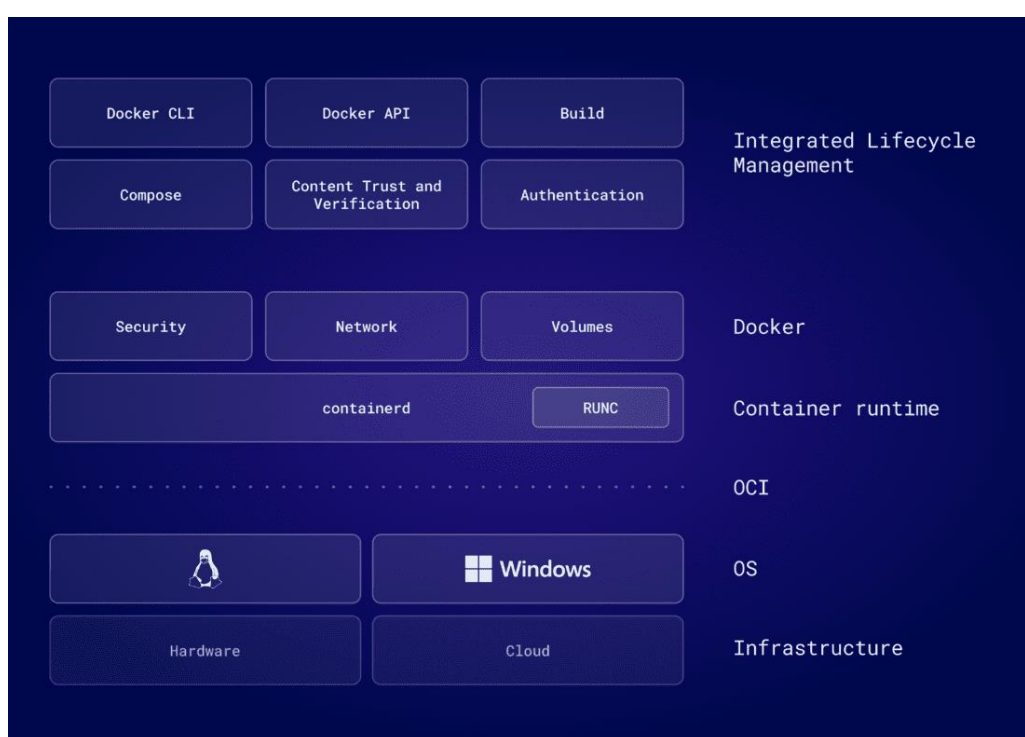 Docker CLI
Docker API
Build
Integrated Lifecycle
Management
Compose
Content Trust and
Verification
Authentication
Security
Network
Volumes
Docker
containerd
RUNC
Container runtime
OCI
Windows
OS
Hardware
Cloud
Infrastructure